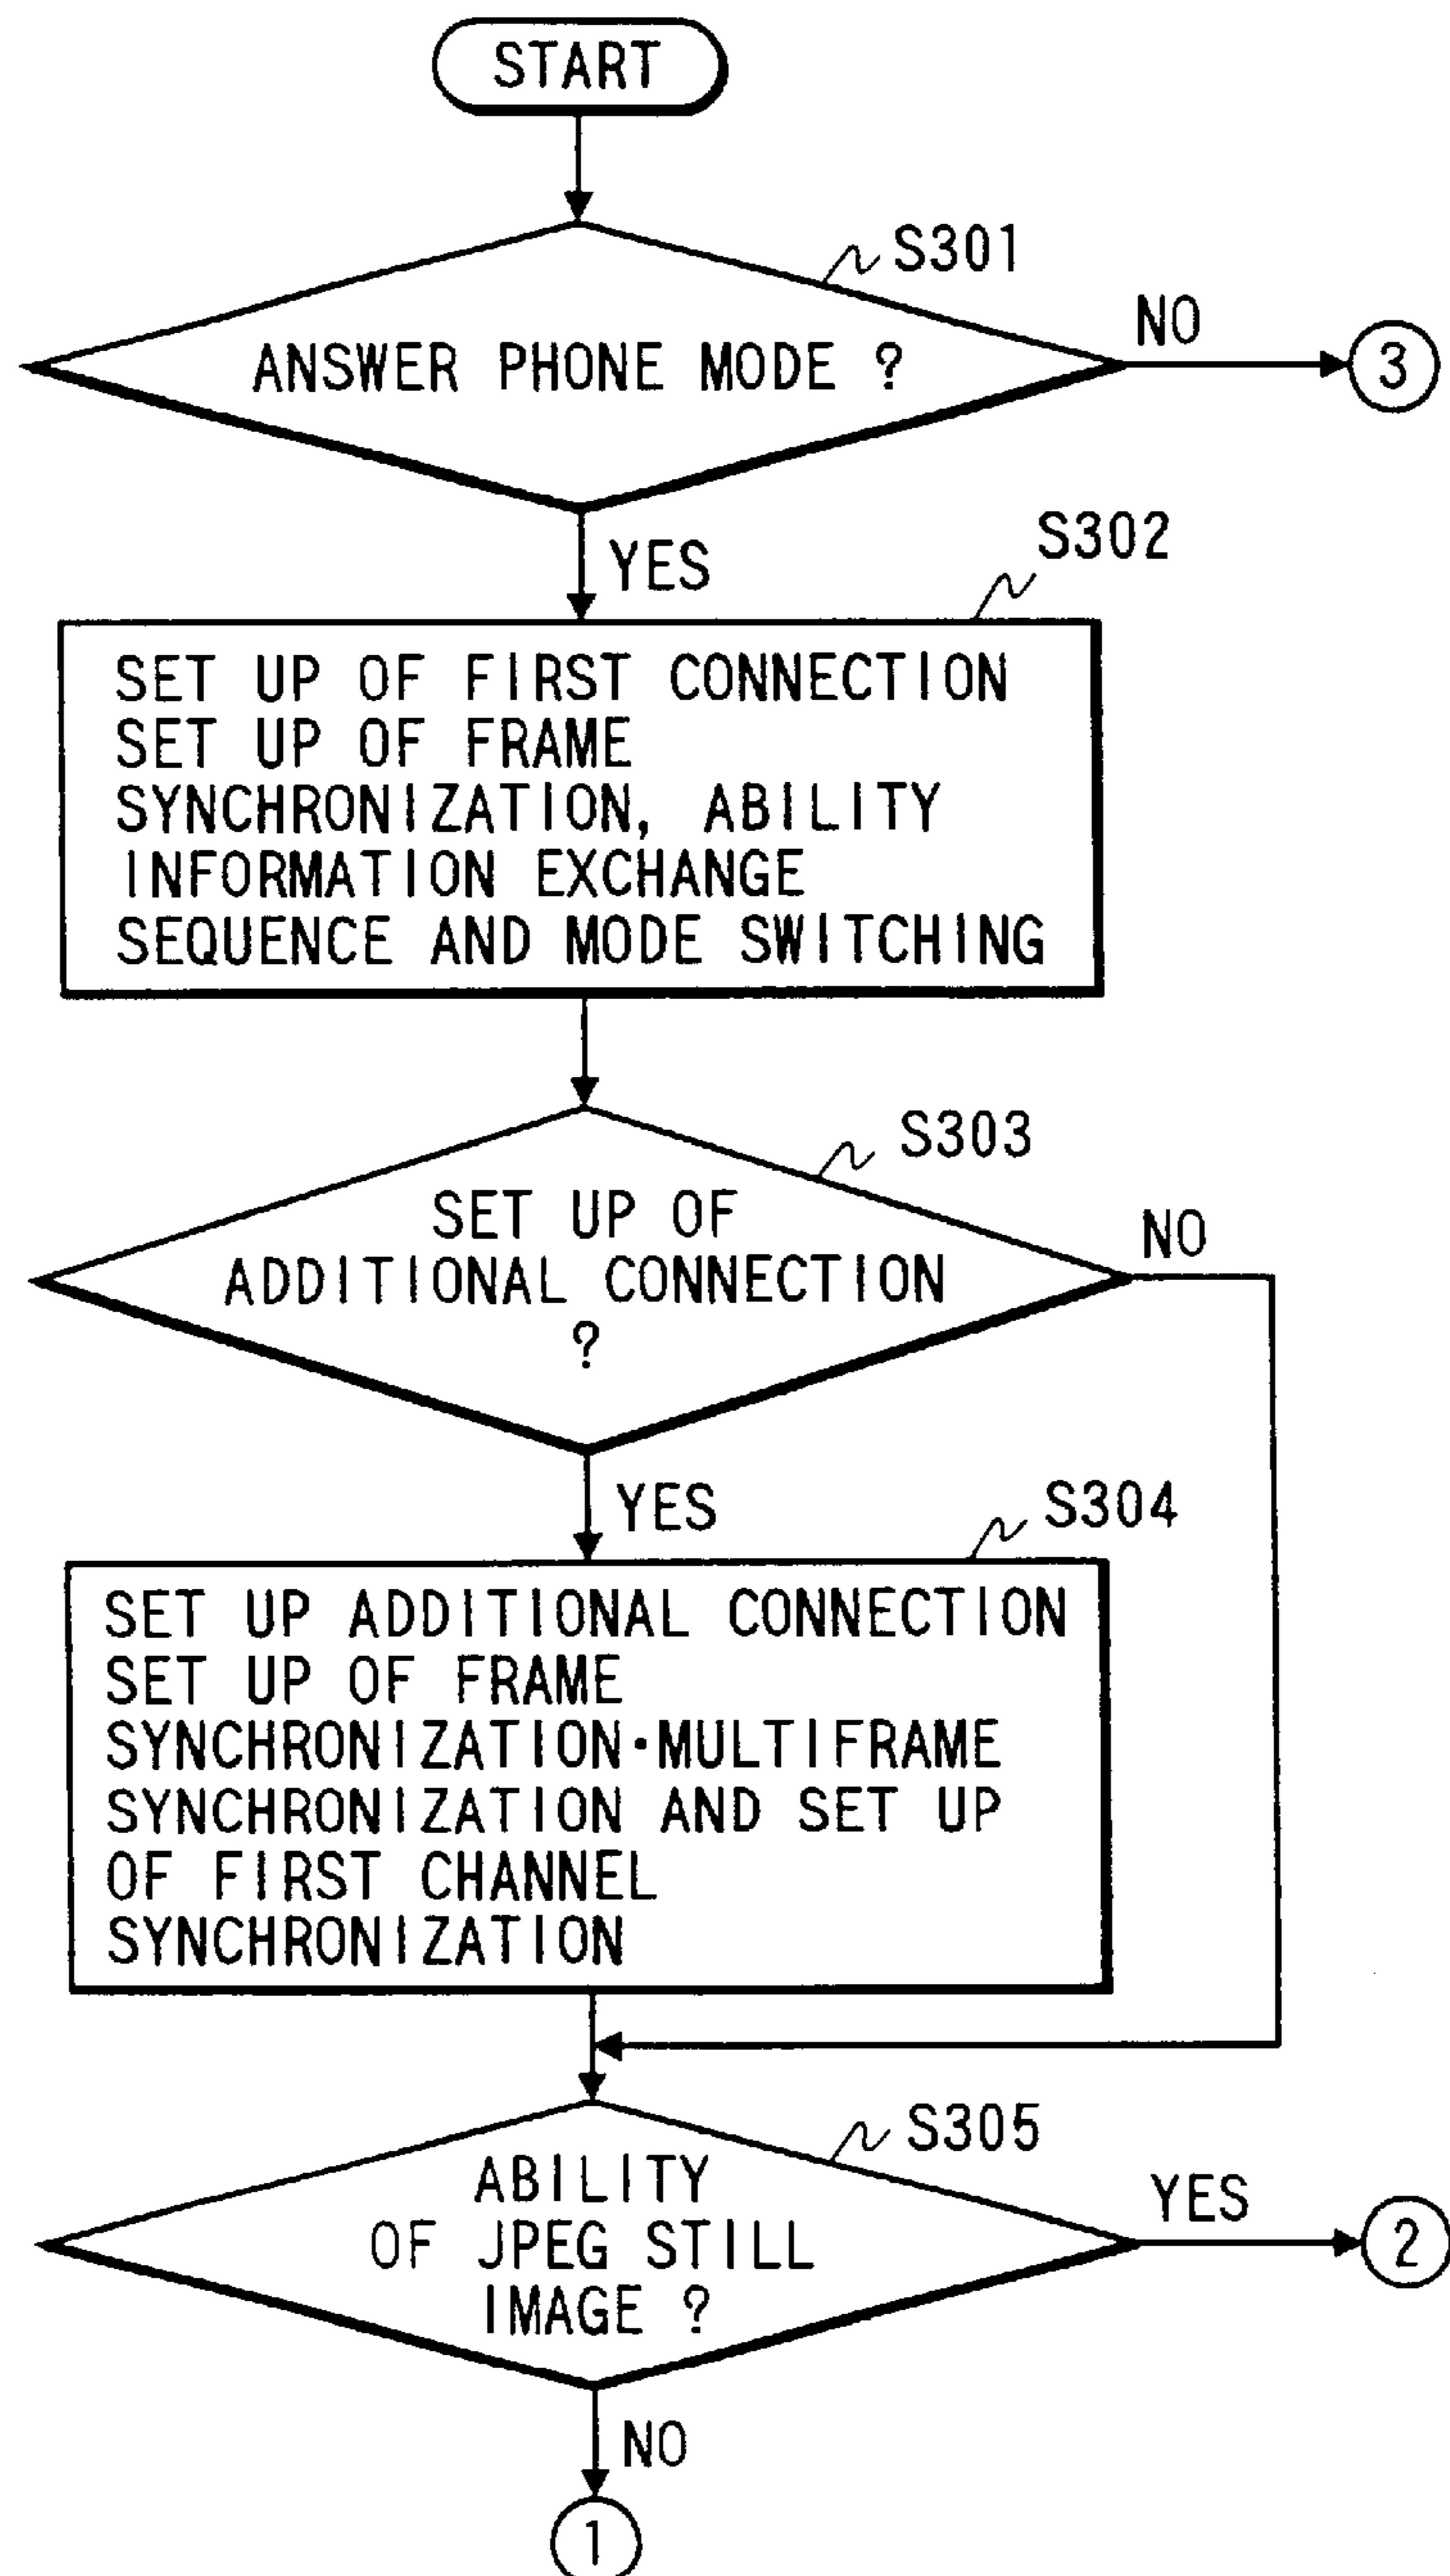 START
S301
ANSWER PHONE MODE ?
NO
3
YES
S302
SET UP OF FIRST CONNECTION
SET UP OF FRAME
SYNCHRONIZATION, ABILITY
INFORMATION EXCHANGE
SEQUENCE AND MODE SWITCHING
S303
SET UP OF
ADDITIONAL CONNECTION
?
NO
YES
S304
SET UP ADDITIONAL CONNECTION
SET UP OF FRAME
SYNCHRONIZATION·MULTIFRAME
SYNCHRONIZATION AND SET UP
OF FIRST CHANNEL
SYNCHRONIZATION
S305
ABILITY
OF JPEG STILL
IMAGE ?
YES
2
NO
1